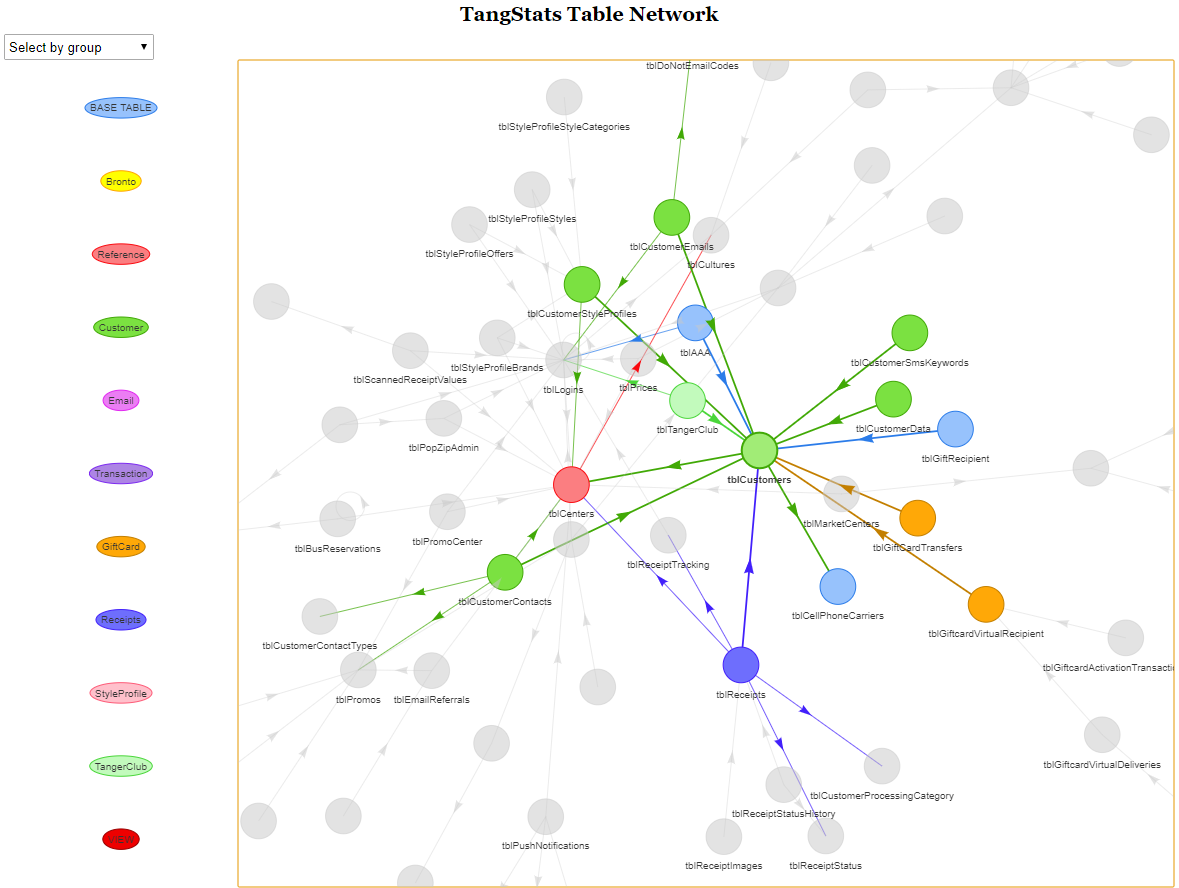 TangStats Table Network
Select by group
BASE TABLE
Bronto
Reference
Customer
Email
Transaction
GiftCard
Receipts
StyleProfile
TangerClub
VIEW
tblDoNotEmailCodes
tblStyleProfileStyleCategories
tblStyleProfileStyles
tblStyleProfileOffers
tblCustomerEmails
tblCultures
tblCustomerStyleProfiles
tblAAA
tblCustomerSmsKeywords
tblStyleProfileBrands
tblScannedReceiptValues
tblLogins
tblPrices
tblTangerClub
tblCustomerData
tblPopZipAdmin
tblGiftRecipient
tblCustomers
tblCenters
tblMarketCenters
tblPromoCenter
tblBusReservations
tblGiftCardTransfers
tblReceiptTracking
tblCustomerContacts
tblCellPhoneCarriers
tblGiftcardVirtualRecipient
tblCustomerContactTypes
tblGiftcardActivationTransacti
tblPromos
tblEmailReferrals
tblReceipts
tblGiftcardVirtualDeliveries
tblCustomerProcessingCategory
tblReceiptStatusHistory
tblPushNotifications
tblReceiptImages
tblReceiptStatus